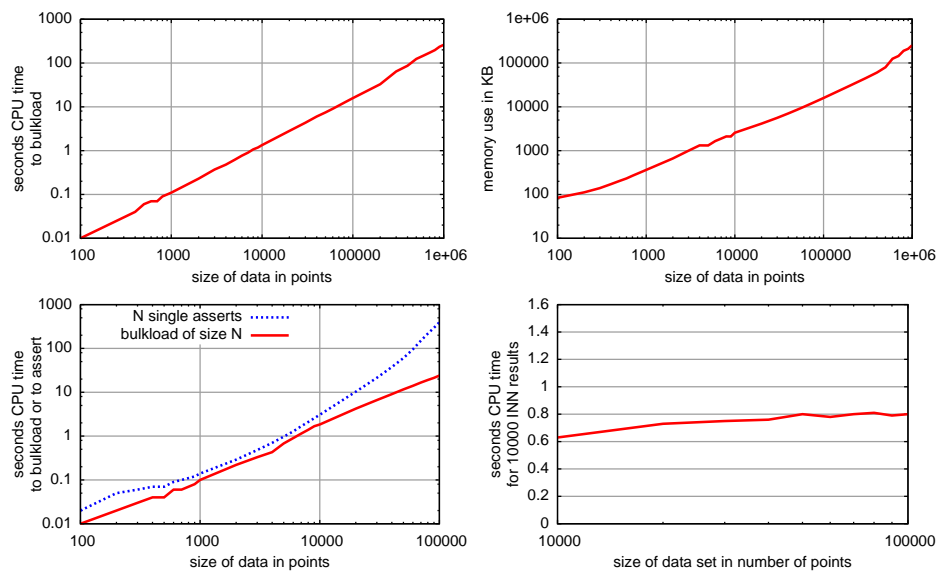 1000
100
10
1
0.1
0.01
100
1000
10000
100000
1e+06
seconds CPU time
to bulkload
size of data in points
1e+06
100000
10000
1000
100
10
100
1000
10000
100000
1e+06
memory use in KB
size of data in points
1000
100
10
1
0.1
0.01
100
1000
10000
100000
seconds CPU time
to bulkload or to assert
N single asserts
bulkload of size N
size of data in points
1.6
1.4
1.2
1
0.8
0.6
0.4
0.2
0
10000
100000
seconds CPU time
for 10000 INN results
size of data set in number of points